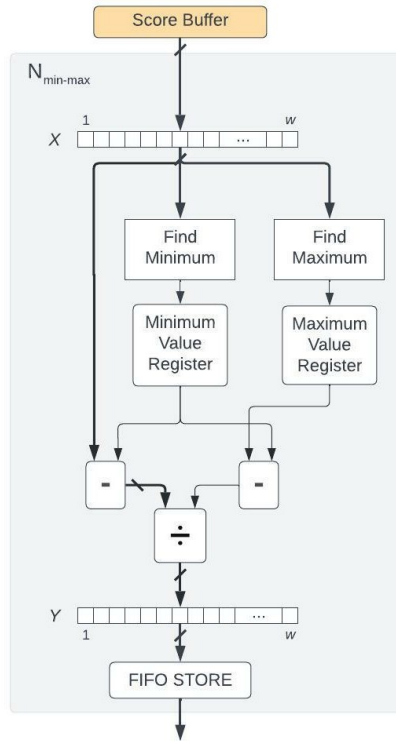 Score Buffer
N min-max
1 w
X ...
Find Minimum
Find Maximum
Minimum Value Register
Maximum Value Register
- -
÷
Y ...
1 w
FIFO STORE